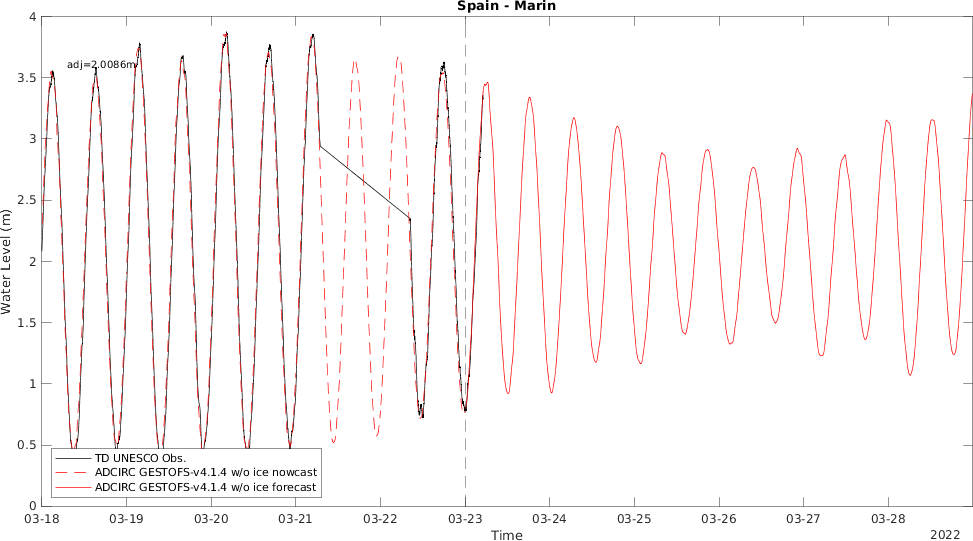 Spain - Marin
adj=2.0086m
Water Level (m)
4
3.5
3
2.5
2
1.5
1
0.5
0
TD UNESCO Obs.
ADCIRC GESTOFS-v4.1.4 w/o ice nowcast
ADCIRC GESTOFS-v4.1.4 w/o ice forecast
03-18 03-19 03-20 03-21 03-22 03-23 03-24 03-25 03-26 03-27 03-28
Time
2022